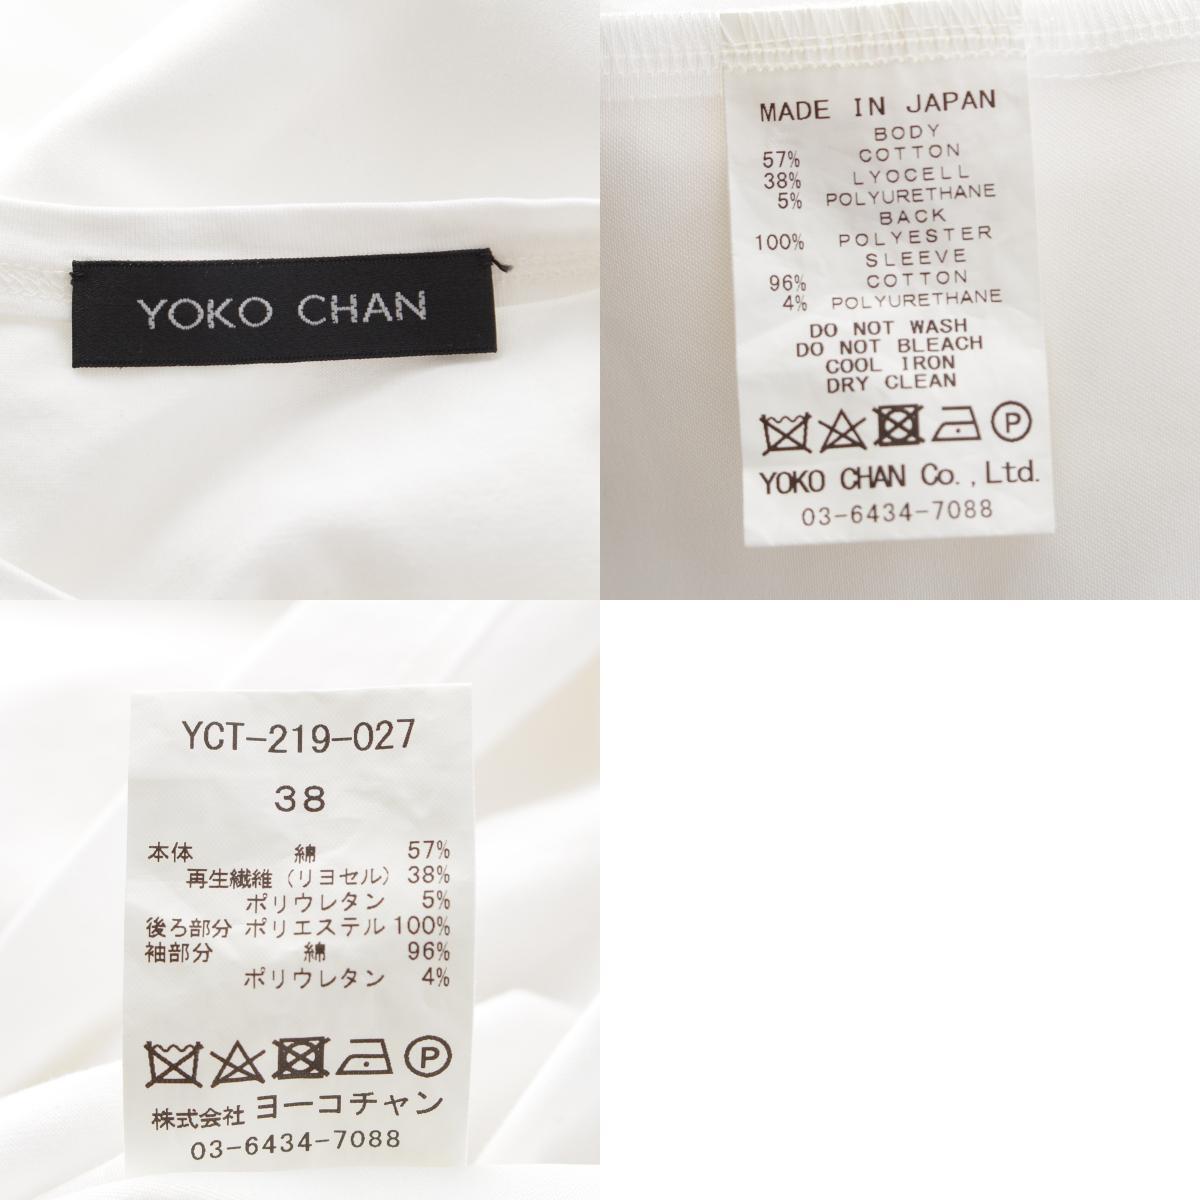 YOKO CHAN
MADE IN JAPAN
BODY
57% COTTON
38% LYOCELL
5% POLYURETHANE
BACK
100% POLYESTER
SLEEVE
96% COTTON
4% POLYURETHANE
DO NOT WASH
DO NOT BLEACH
COOL IRON
DRY CLEAN
P
YOKO CHAN Co., Ltd.
03-6434-7088
YCT-219-027
38
本体 綿 57%
再生繊維（リヨセル） 38%
ポリウレタン 5%
後ろ部分 ポリエステル 100%
袖部分 綿 96%
ポリウレタン 4%
P
株式会社 ヨーコチャン
03-6434-7088